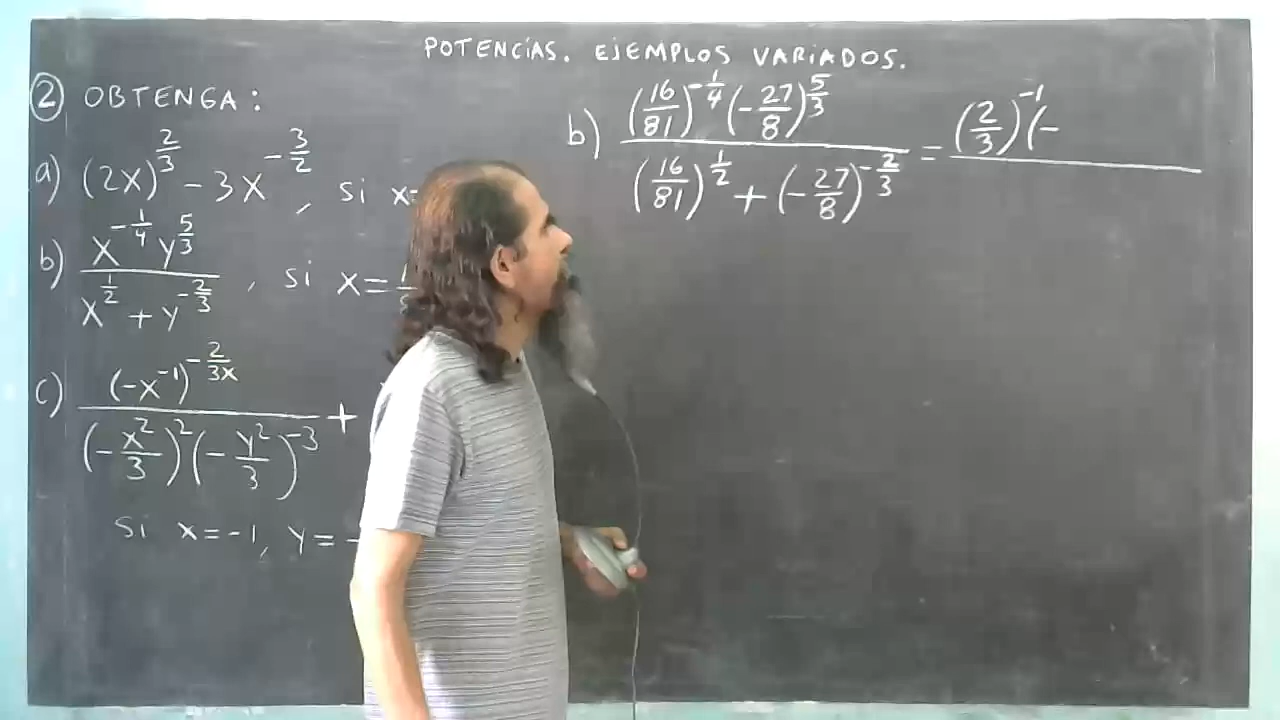 POTENCIAS. EJEMPLOS VARIADOS.
② OBTENGA:
a) (2x)^(2/3) - 3x^(-3/2), si x=
b) (x^(-1/4) y^(5/3))/(x^(1/2) + y^(-2/3)), si x=
c) ((-x^(-1))^(-2/(3x)))/((-x^2/3)^2 (-y^2/3)^(-3)) +
si x=-1, y=-
b) ((16/81)^(-1/4) (-27/8)^(5/3))/((16/81)^(1/2) + (-27/8)^(-2/3)) = (2/3)^(-1) (-